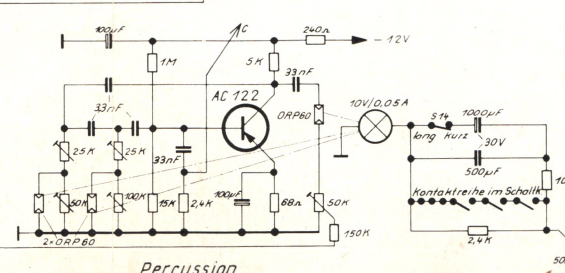 100µF
C
240Ω
- 12V
1M
5K
33nF
33nF
AC 122
ORP60
10V/0,05A
S14
1000µF
lang kurz
30V
25K
25K
33nF
500µF
100µF
Kontaktreihe im Schalt
50K
100K
15K
2,4K
68Ω
50K
2×ORP60
150K
2,4K
Percussion